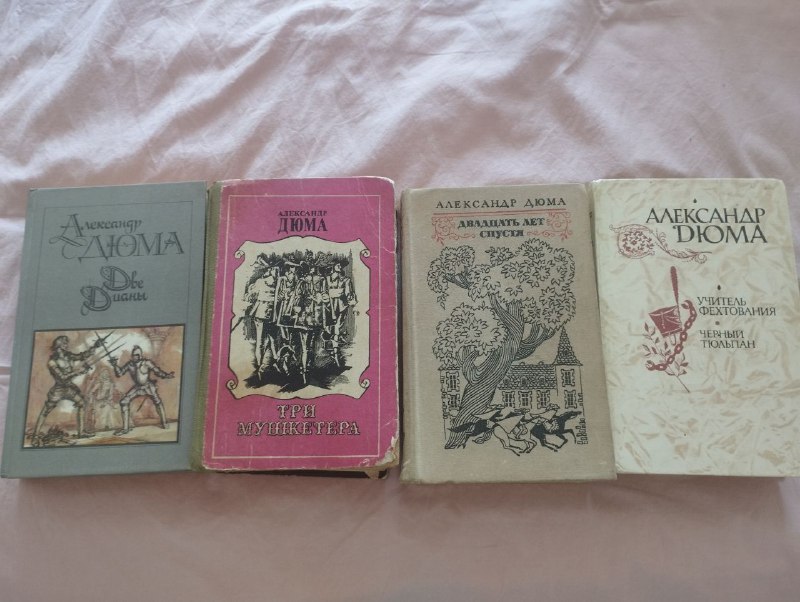 Александр
ДЮМА
Две
Дианы
АЛЕКСАНДР
ДЮМА
ТРИ
МУШКЕТЕРА
АЛЕКСАНДР ДЮМА
ДВАДЦАТЬ ЛЕТ
СПУСТЯ
АЛЕКСАНДР
ДЮМА
УЧИТЕЛЬ
ФЕХТОВАНИЯ
ЧЕРНЫЙ
ТЮЛЬПАН